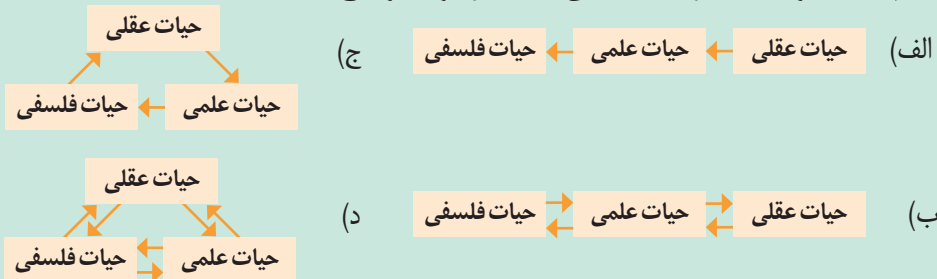 الف) حیات عقلی حیات علمی حیات فلسفی
ج) حیات عقلی
حیات علمی حیات فلسفی
ب) حیات عقلی حیات علمی حیات فلسفی
د) حیات عقلی
حیات علمی حیات فلسفی